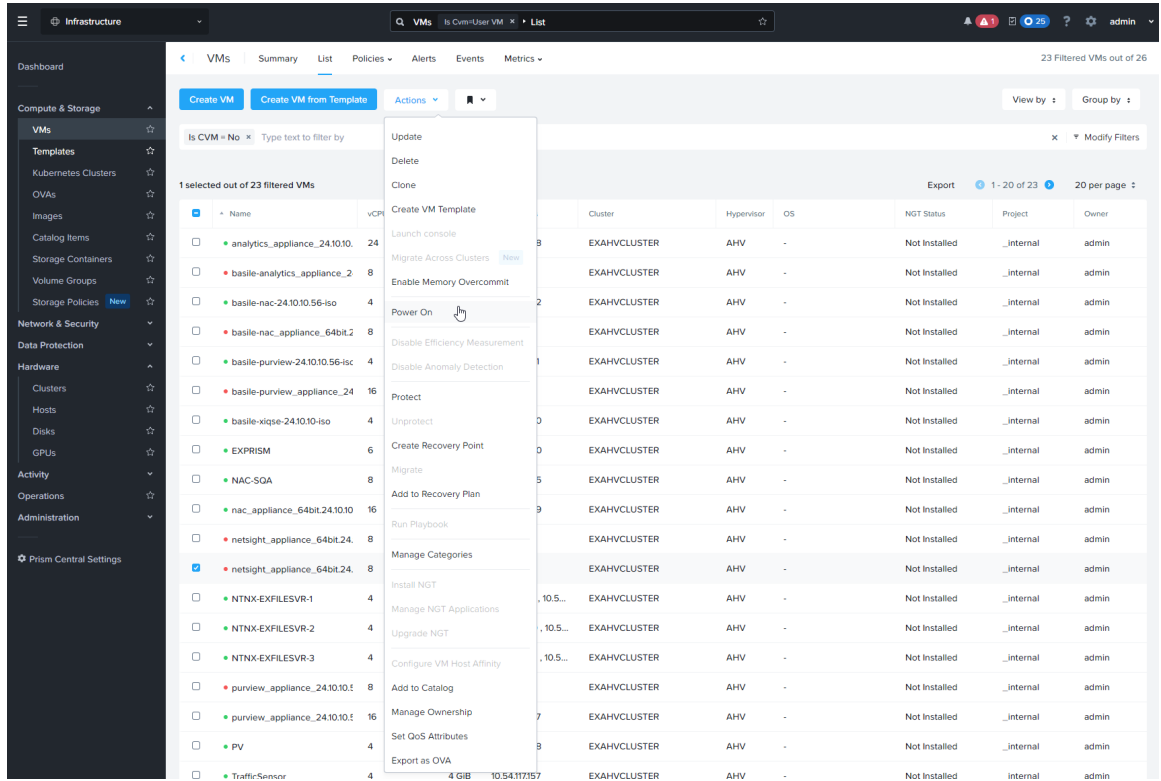 Infrastructure
VMs Is Cvm=User VM × List
1 25 ? admin
Dashboard
Compute & Storage
VMs
Templates
Kubernetes Clusters
OVAs
Images
Catalog Items
Storage Containers
Volume Groups
Storage Policies New
Network & Security
Data Protection
Hardware
Clusters
Hosts
Disks
GPUs
Activity
Operations
Administration
Prism Central Settings
VMs Summary List Policies Alerts Events Metrics 23 Filtered VMs out of 26
Create VM Create VM from Template Actions View by Group by
Is CVM = No × Type text to filter by × Modify Filters
1 selected out of 23 filtered VMs Export 1 - 20 of 23 20 per page
Update
Delete
Clone
Create VM Template
Launch console
Migrate Across Clusters New
Enable Memory Overcommit
Power On
Disable Efficiency Measurement
Disable Anomaly Detection
Protect
Unprotect
Create Recovery Point
Migrate
Add to Recovery Plan
Run Playbook
Manage Categories
Install NGT
Manage NGT Applications
Upgrade NGT
Configure VM Host Affinity
Add to Catalog
Manage Ownership
Set QoS Attributes
Export as OVA
Name vCPU Cluster Hypervisor OS NGT Status Project Owner
analytics_appliance_24.10.10. 24 8 EXAHVCLUSTER AHV - Not Installed _internal admin
basile-analytics_appliance_2 8 EXAHVCLUSTER AHV - Not Installed _internal admin
basile-nac-24.10.10.56-iso 4 2 EXAHVCLUSTER AHV - Not Installed _internal admin
basile-nac_appliance_64bit.2 8 EXAHVCLUSTER AHV - Not Installed _internal admin
basile-purview-24.10.10.56-isc 4 1 EXAHVCLUSTER AHV - Not Installed _internal admin
basile-purview_appliance_24 16 EXAHVCLUSTER AHV - Not Installed _internal admin
basile-xiqse-24.10.10-iso 4 0 EXAHVCLUSTER AHV - Not Installed _internal admin
EXPRISM 6 0 EXAHVCLUSTER AHV - Not Installed _internal admin
NAC-SQA 8 5 EXAHVCLUSTER AHV - Not Installed _internal admin
nac_appliance_64bit.24.10.10 16 9 EXAHVCLUSTER AHV - Not Installed _internal admin
netsight_appliance_64bit.24. 8 EXAHVCLUSTER AHV - Not Installed _internal admin
netsight_appliance_64bit.24. 8 EXAHVCLUSTER AHV - Not Installed _internal admin
NTNX-EXFILESVR-1 4 , 10.5... EXAHVCLUSTER AHV - Not Installed _internal admin
NTNX-EXFILESVR-2 4 , 10.5... EXAHVCLUSTER AHV - Not Installed _internal admin
NTNX-EXFILESVR-3 4 , 10.5... EXAHVCLUSTER AHV - Not Installed _internal admin
purview_appliance_24.10.10.5 8 EXAHVCLUSTER AHV - Not Installed _internal admin
purview_appliance_24.10.10.5 16 7 EXAHVCLUSTER AHV - Not Installed _internal admin
PV 4 8 EXAHVCLUSTER AHV - Not Installed _internal admin
TrafficSensor 4 4 GiB 10.54.117.157 EXAHVCLUSTER AHV - Not Installed _internal admin